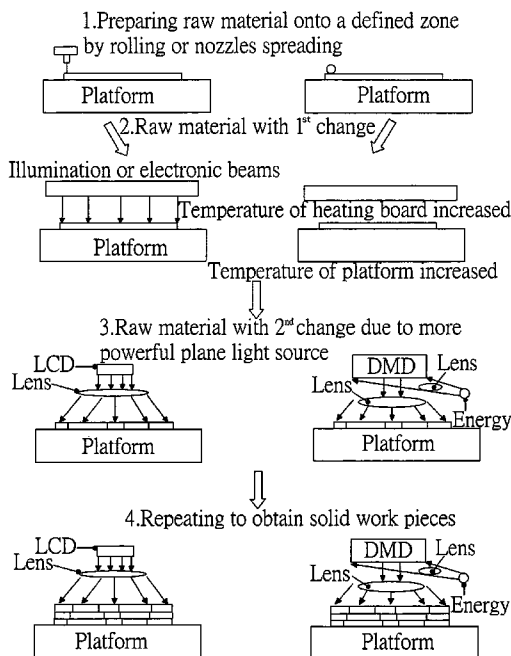 1.Preparing raw material onto a defined zone
by rolling or nozzles spreading
Platform
Platform
2.Raw material with 1st change
Illumination or electronic beams
Temperature of heating board increased
Platform
Temperature of platform increased
3.Raw material with 2nd change due to more
powerful plane light source
LCD
Lens
Platform
DMD
Lens
Lens
Energy
Platform
4.Repeating to obtain solid work pieces
LCD
Lens
Platform
DMD
Lens
Lens
Energy
Platform